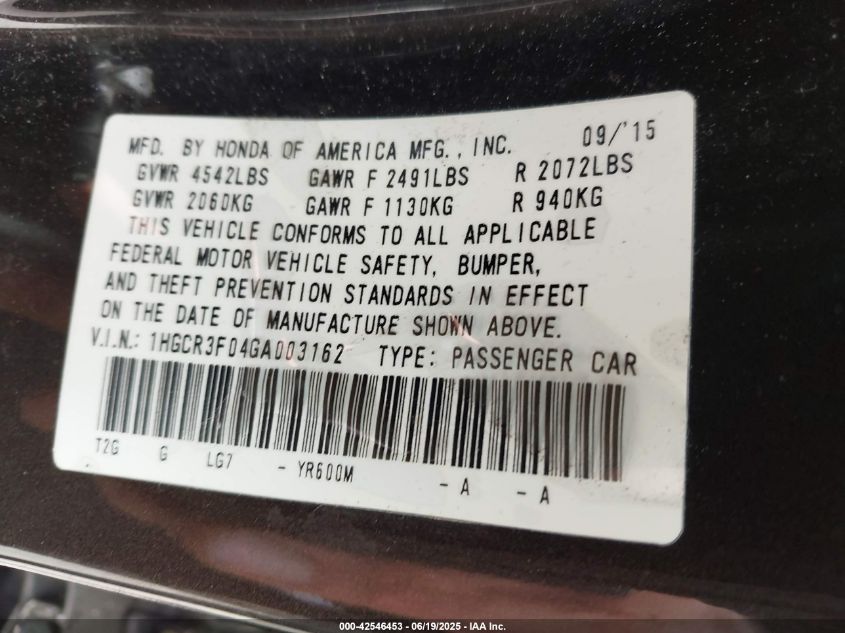 MFD. BY HONDA OF AMERICA MFG., INC. 09/'15
GVWR 4542LBS GAWR F 2491LBS R 2072LBS
GVWR 2060KG GAWR F 1130KG R 940KG
THIS VEHICLE CONFORMS TO ALL APPLICABLE
FEDERAL MOTOR VEHICLE SAFETY, BUMPER,
AND THEFT PREVENTION STANDARDS IN EFFECT
ON THE DATE OF MANUFACTURE SHOWN ABOVE.
V.I.N.: 1HGCR3F04GA003162 TYPE: PASSENGER CAR
T2G G LG7 - YR600M - A - A
000-42546453 - 06/19/2025 - IAA Inc.